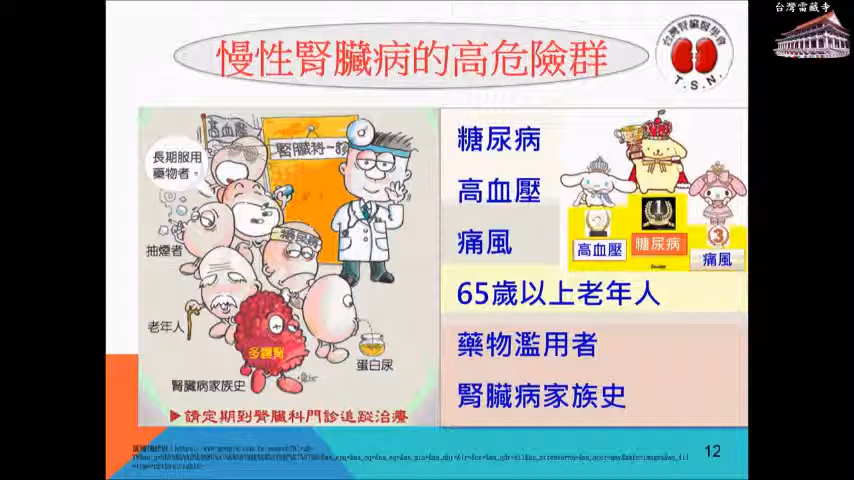 台灣雷藏寺
慢性腎臟病的高危險群
台灣腎臟醫學會
T.S.N.
高血壓
腎臟科一診
長期服用
藥物者。
糖尿病
抽煙者
老年人
多囊腎
蛋白尿
腎臟病家族史
▶請定期到腎臟科門診追蹤治療
糖尿病
高血壓
痛風
65歲以上老年人
藥物濫用者
腎臟病家族史
1
高血壓
糖尿病
3
痛風
12